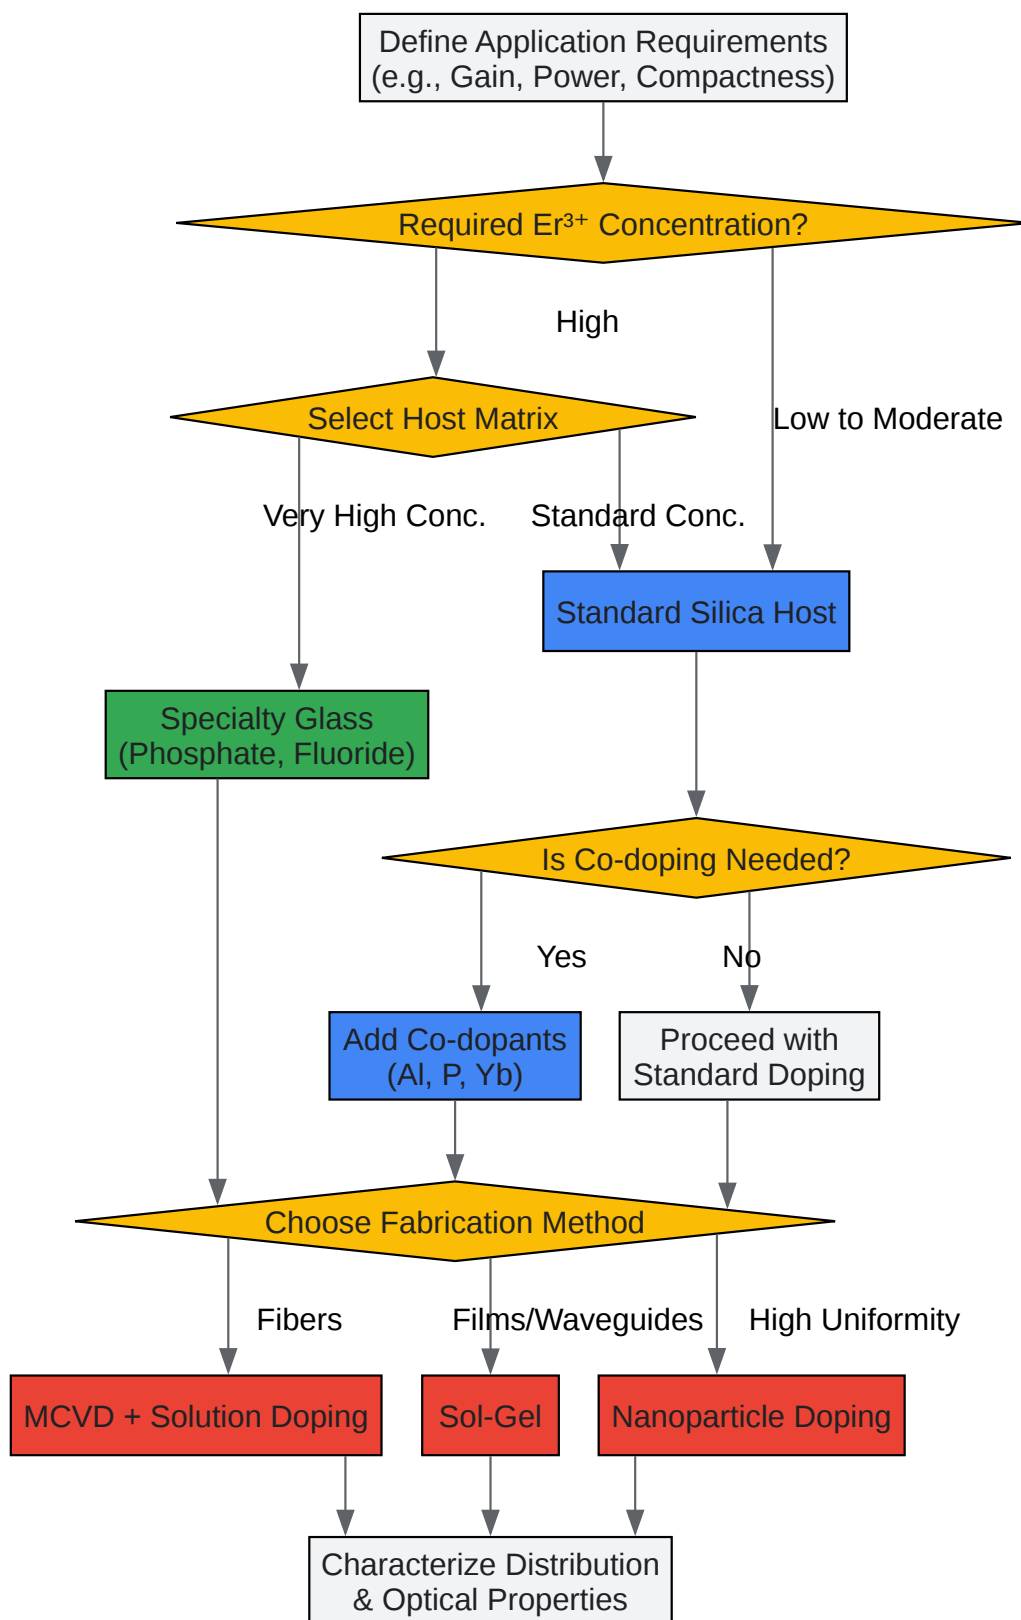 Define Application Requirements
(e.g., Gain, Power, Compactness)
Required Er³⁺ Concentration?
High
Select Host Matrix
Low to Moderate
Very High Conc.
Standard Conc.
Standard Silica Host
Specialty Glass
(Phosphate, Fluoride)
Is Co-doping Needed?
Yes
No
Add Co-dopants
(Al, P, Yb)
Proceed with
Standard Doping
Choose Fabrication Method
Fibers
Films/Waveguides
High Uniformity
MCVD + Solution Doping
Sol-Gel
Nanoparticle Doping
Characterize Distribution
& Optical Properties